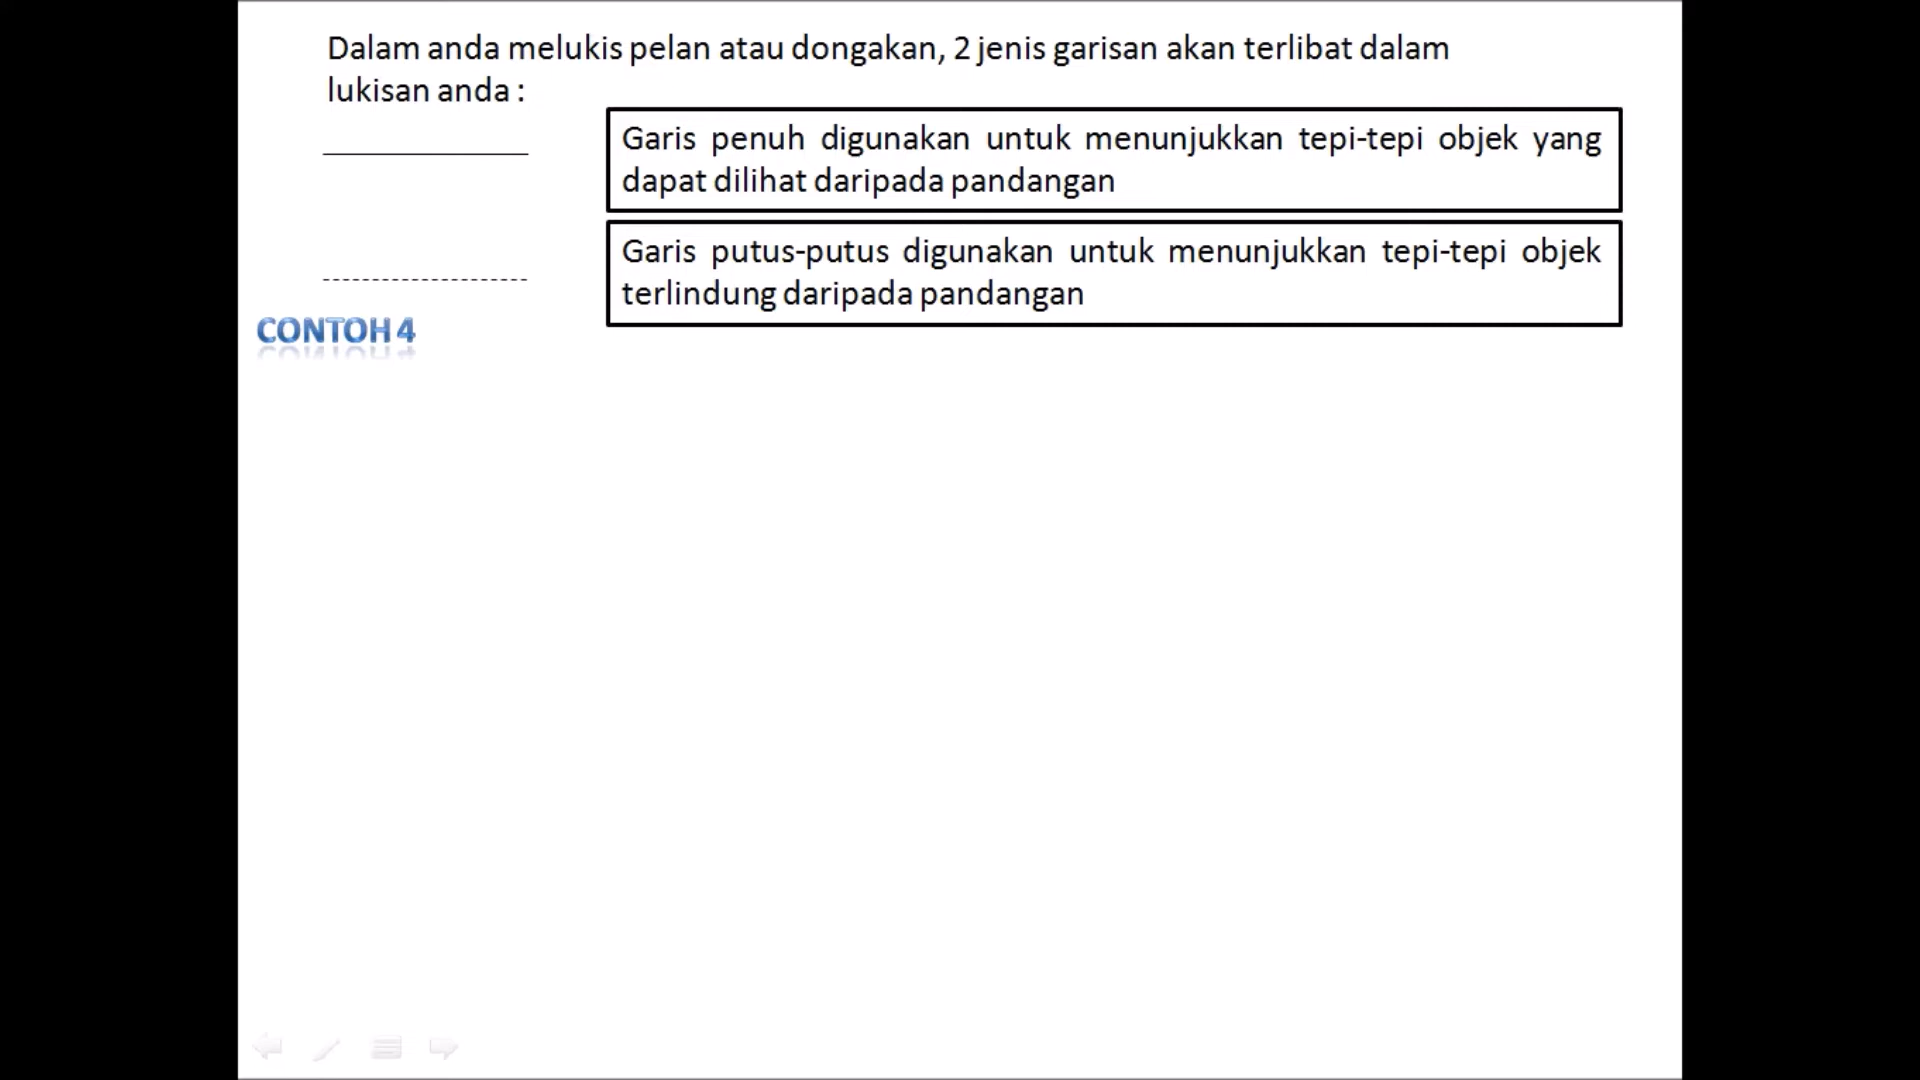 Dalam anda melukis pelan atau dongakan, 2 jenis garisan akan terlibat dalam
lukisan anda :
Garis penuh digunakan untuk menunjukkan tepi-tepi objek yang
dapat dilihat daripada pandangan
Garis putus-putus digunakan untuk menunjukkan tepi-tepi objek
terlindung daripada pandangan
CONTOH 4